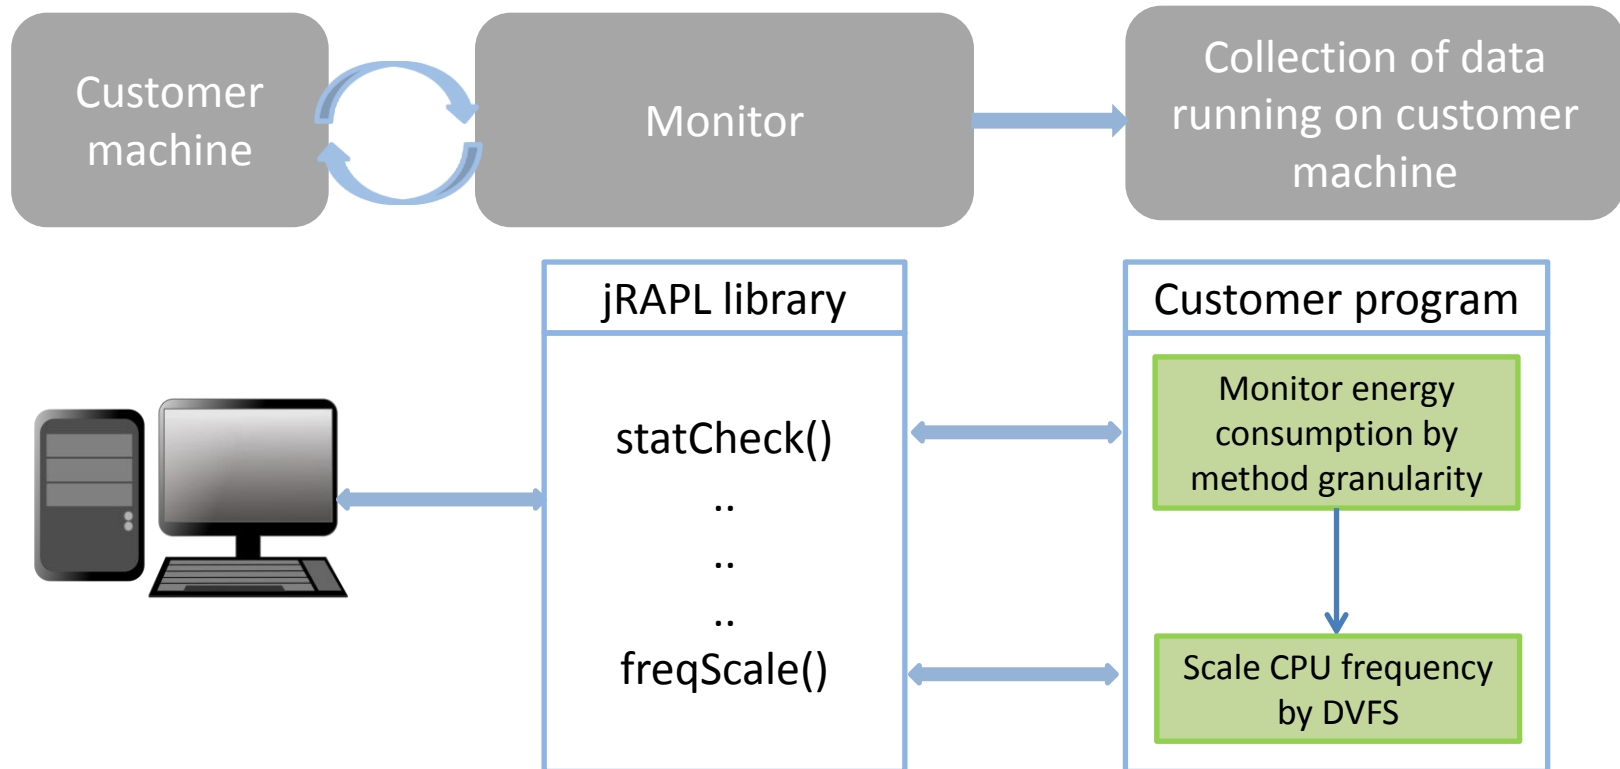 Customer
machine
Monitor
Collection of data
running on customer
machine
jRAPL library
statCheck()
..
..
..
freqScale()
Customer program
Monitor energy
consumption by
method granularity
Scale CPU frequency
by DVFS